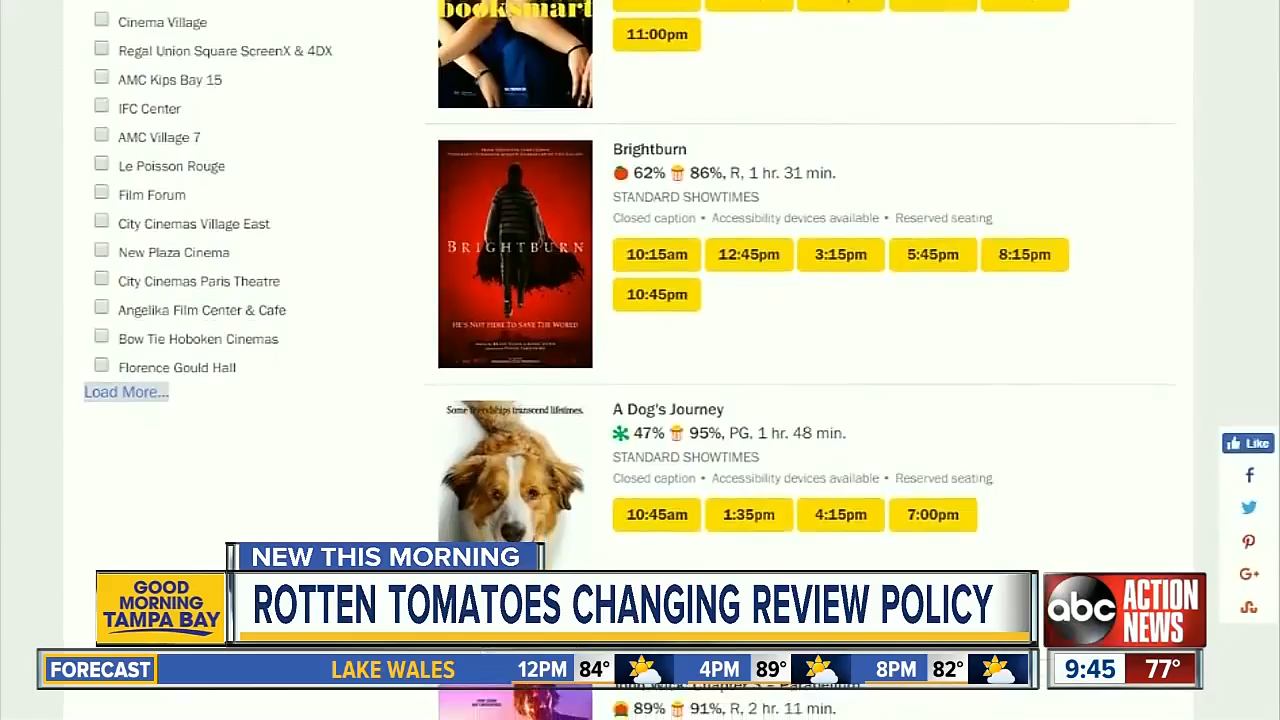 Cinema Village
Regal Union Square ScreenX & 4DX
AMC Kips Bay 15
IFC Center
AMC Village 7
Le Poisson Rouge
Film Forum
City Cinemas Village East
New Plaza Cinema
City Cinemas Paris Theatre
Angelika Film Center & Cafe
Bow Tie Hoboken Cinemas
Florence Gould Hall
Load More...
booksmart
11:00pm
BRIGHTBURN
HE'S NOT HERE TO SAVE THE WORLD
Brightburn
62% 86%, R, 1 hr. 31 min.
STANDARD SHOWTIMES
Closed caption • Accessibility devices available • Reserved seating
10:15am 12:45pm 3:15pm 5:45pm 8:15pm
10:45pm
Some friendships transcend lifetimes.
A Dog's Journey
47% 95%, PG, 1 hr. 48 min.
STANDARD SHOWTIMES
Closed caption • Accessibility devices available • Reserved seating
10:45am 1:35pm 4:15pm 7:00pm
Like
f
G+
NEW THIS MORNING
GOOD
MORNING
TAMPA BAY
ROTTEN TOMATOES CHANGING REVIEW POLICY
abc ACTION
NEWS
FORECAST LAKE WALES 12PM 84° 4PM 89° 8PM 82°
9:45 77°
John Wick: Chapter 3 - Parabellum
89% 91%, R, 2 hr. 11 min.